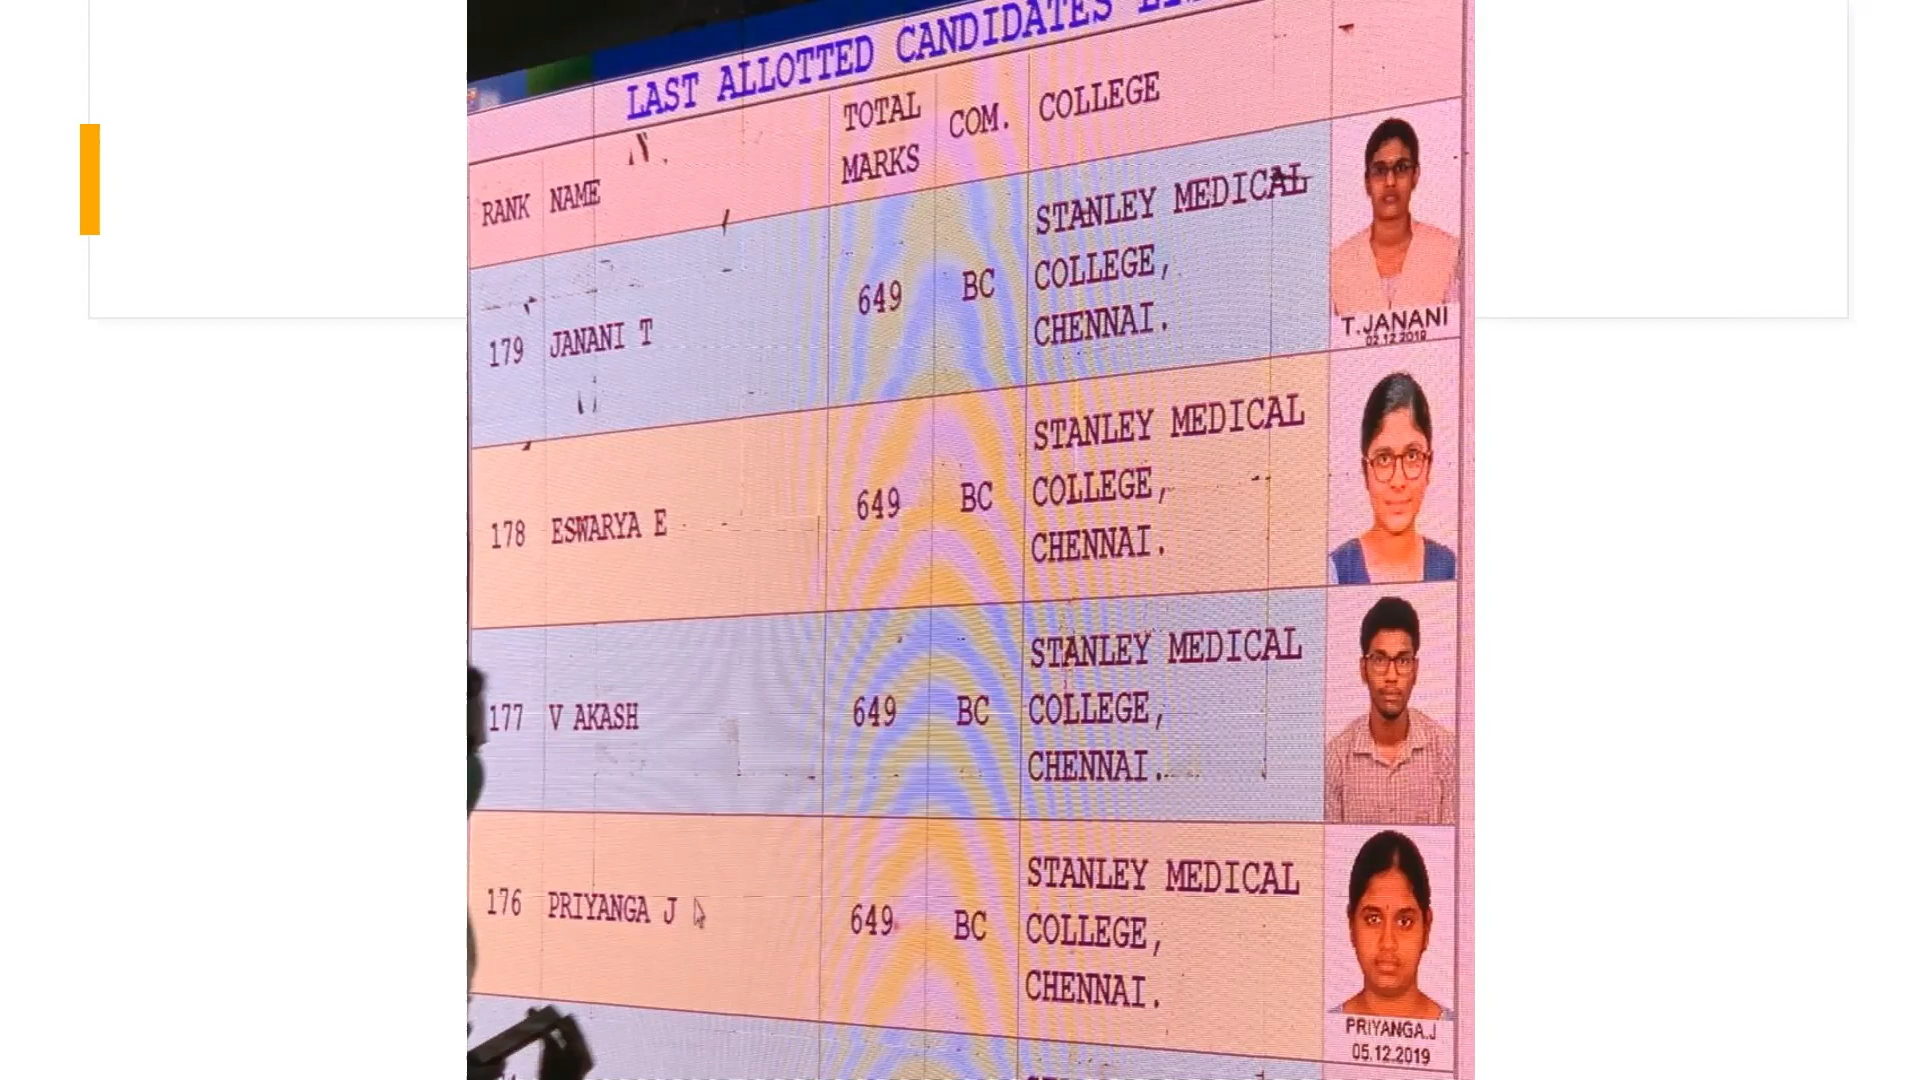 LAST ALLOTTED CANDIDATES
RANK NAME TOTAL MARKS COM. COLLEGE
179 JANANI T 649 BC STANLEY MEDICAL
COLLEGE,
CHENNAI.
T.JANANI
02.12.2019
178 ESWARYA E 649 BC STANLEY MEDICAL
COLLEGE,
CHENNAI.
177 V AKASH 649 BC STANLEY MEDICAL
COLLEGE,
CHENNAI.
176 PRIYANGA J 649 BC STANLEY MEDICAL
COLLEGE,
CHENNAI.
PRIYANGA.J
05.12.2019